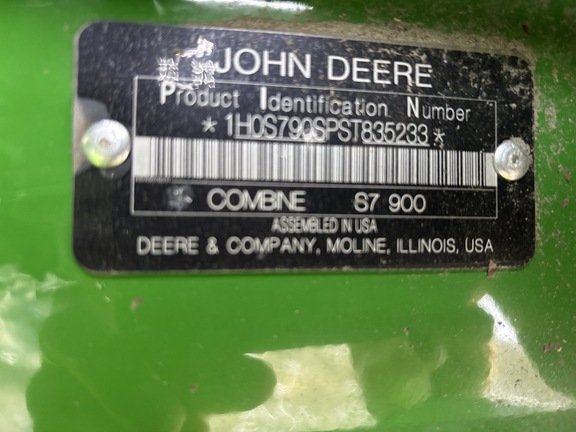 JOHN DEERE
Product Identification Number
*1H0S790SPST835233*
COMBINE S7 900
ASSEMBLED IN USA
DEERE & COMPANY, MOLINE, ILLINOIS, USA